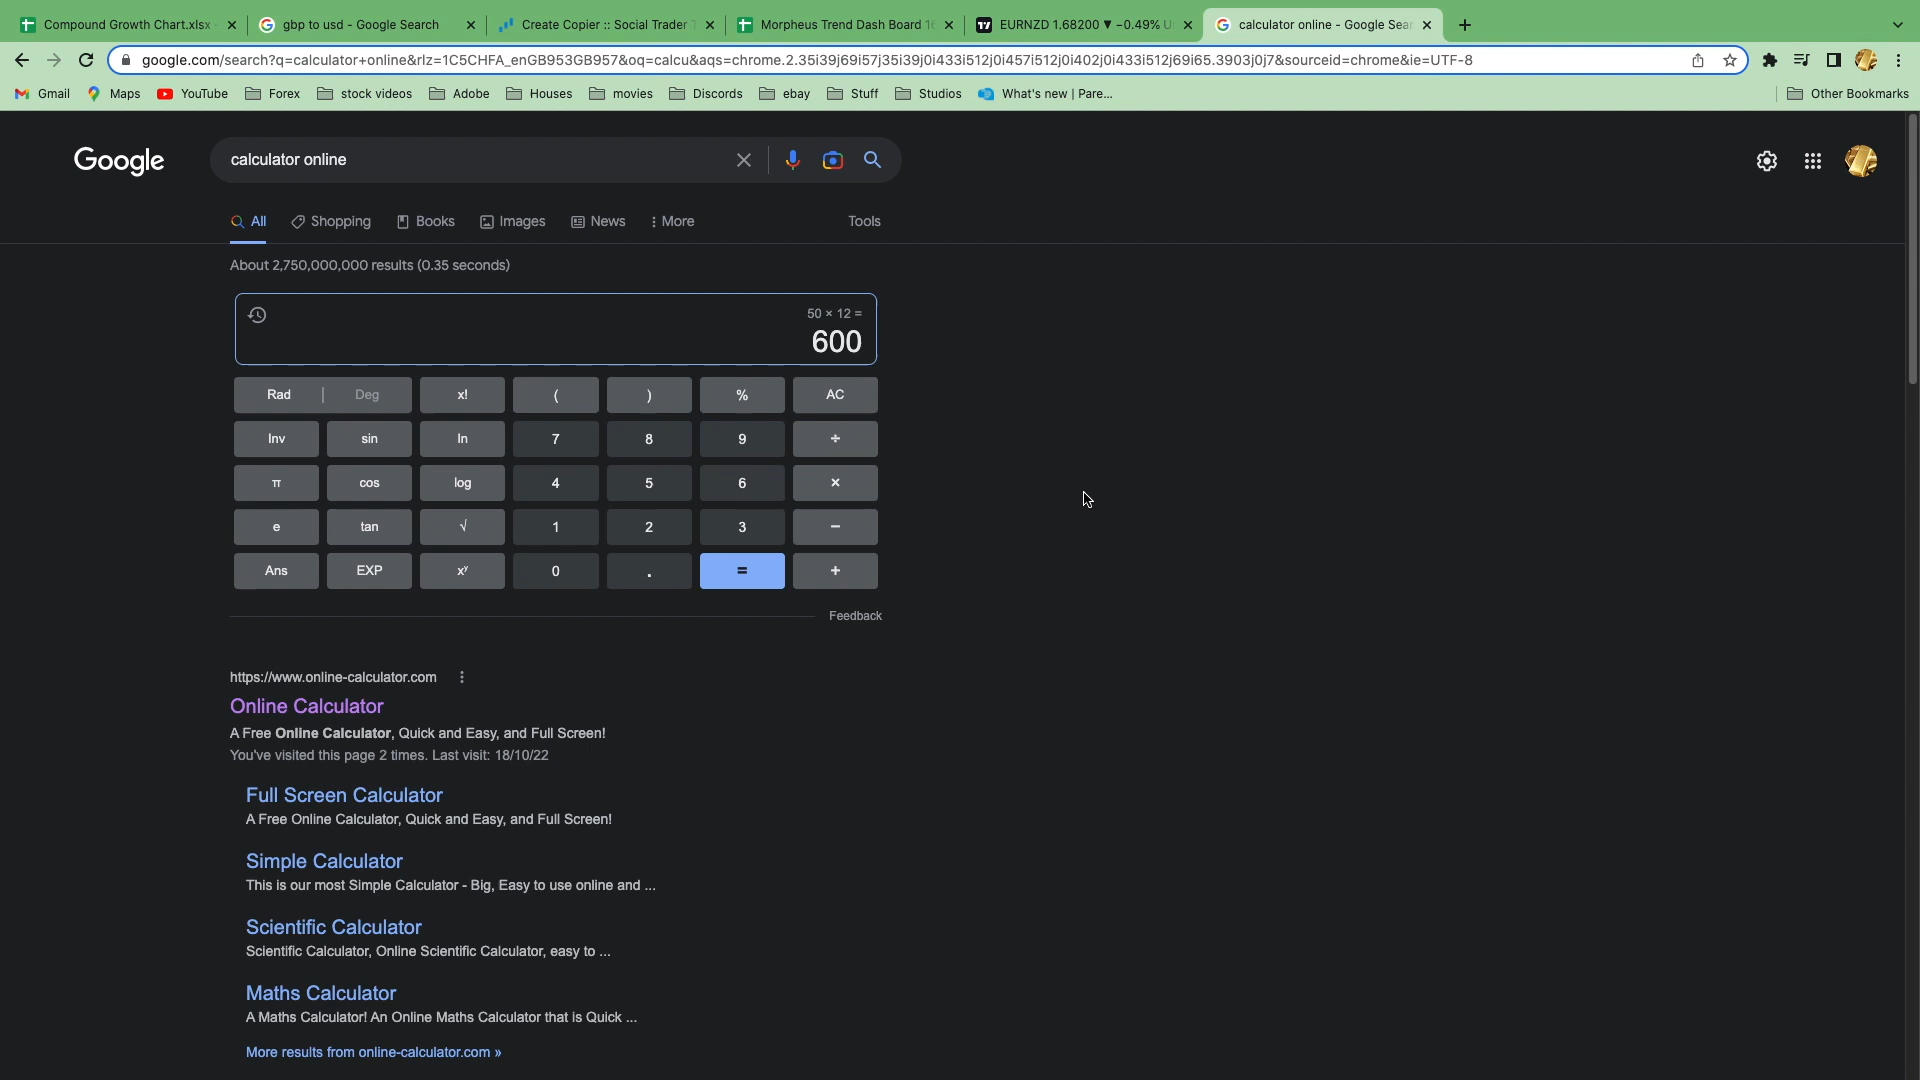 Compound Growth Chart.xlsx
gbp to usd - Google Search
Create Copier :: Social Trader
Morpheus Trend Dash Board
EURNZD 1.68200 ▼ −0.49%
calculator online - Google Sear
google.com/search?q=calculator+online&rlz=1C5CHFA_enGB953GB957&oq=calcu&aqs=chrome.2.35i39j69i57j35i39j0i433i512j0i457i512j0i402j0i433i512j69i65.3903j0j7&sourceid=chrome&ie=UTF-8
Gmail Maps YouTube Forex stock videos Adobe Houses movies Discords ebay Stuff Studios What's new | Pare... Other Bookmarks
Google
calculator online
All Shopping Books Images News More Tools
About 2,750,000,000 results (0.35 seconds)
50 × 12 =
600
Rad | Deg x! ( ) % AC
Inv sin ln 7 8 9 ÷
π cos log 4 5 6 ×
e tan √ 1 2 3 −
Ans EXP xʸ 0 . = +
Feedback
https://www.online-calculator.com
Online Calculator
A Free Online Calculator, Quick and Easy, and Full Screen!
You've visited this page 2 times. Last visit: 18/10/22
Full Screen Calculator
A Free Online Calculator, Quick and Easy, and Full Screen!
Simple Calculator
This is our most Simple Calculator - Big, Easy to use online and ...
Scientific Calculator
Scientific Calculator, Online Scientific Calculator, easy to ...
Maths Calculator
A Maths Calculator! An Online Maths Calculator that is Quick ...
More results from online-calculator.com »